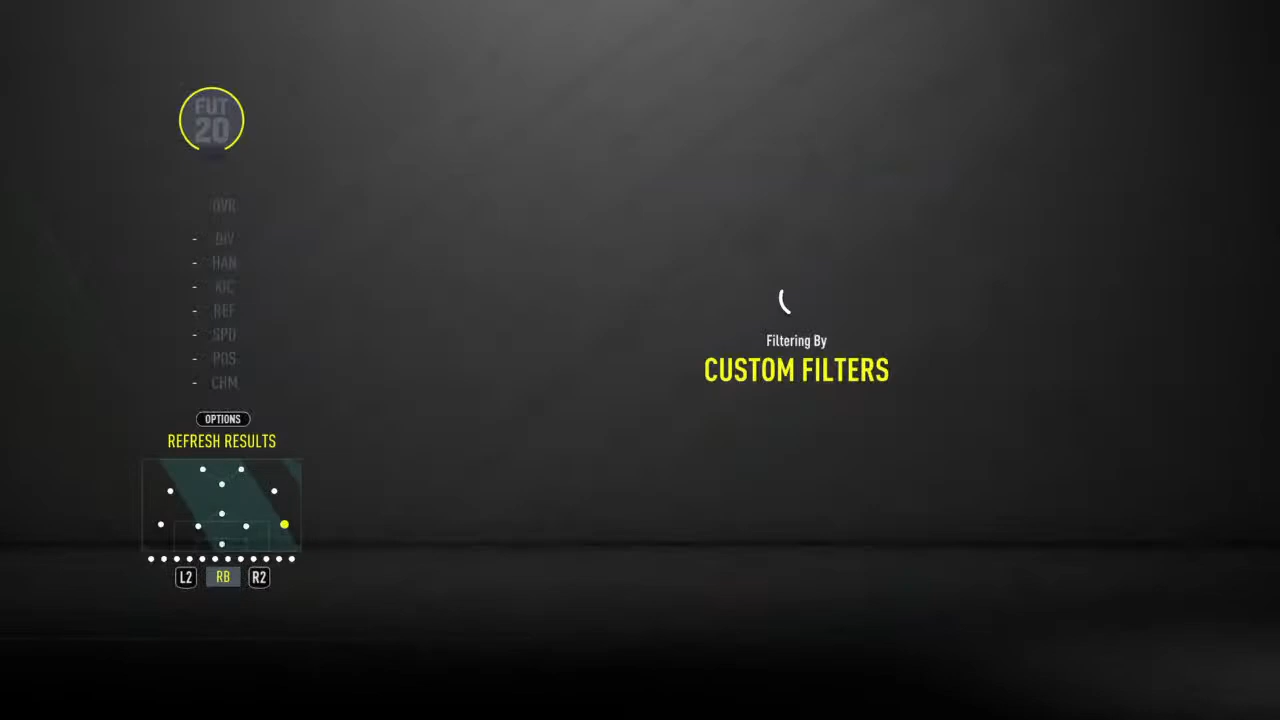 FUT
20
OVR
- DIV
- HAN
- KIC
- REF
- SPD
- POS
- CHM
OPTIONS
REFRESH RESULTS
L2 RB R2
Filtering By
CUSTOM FILTERS